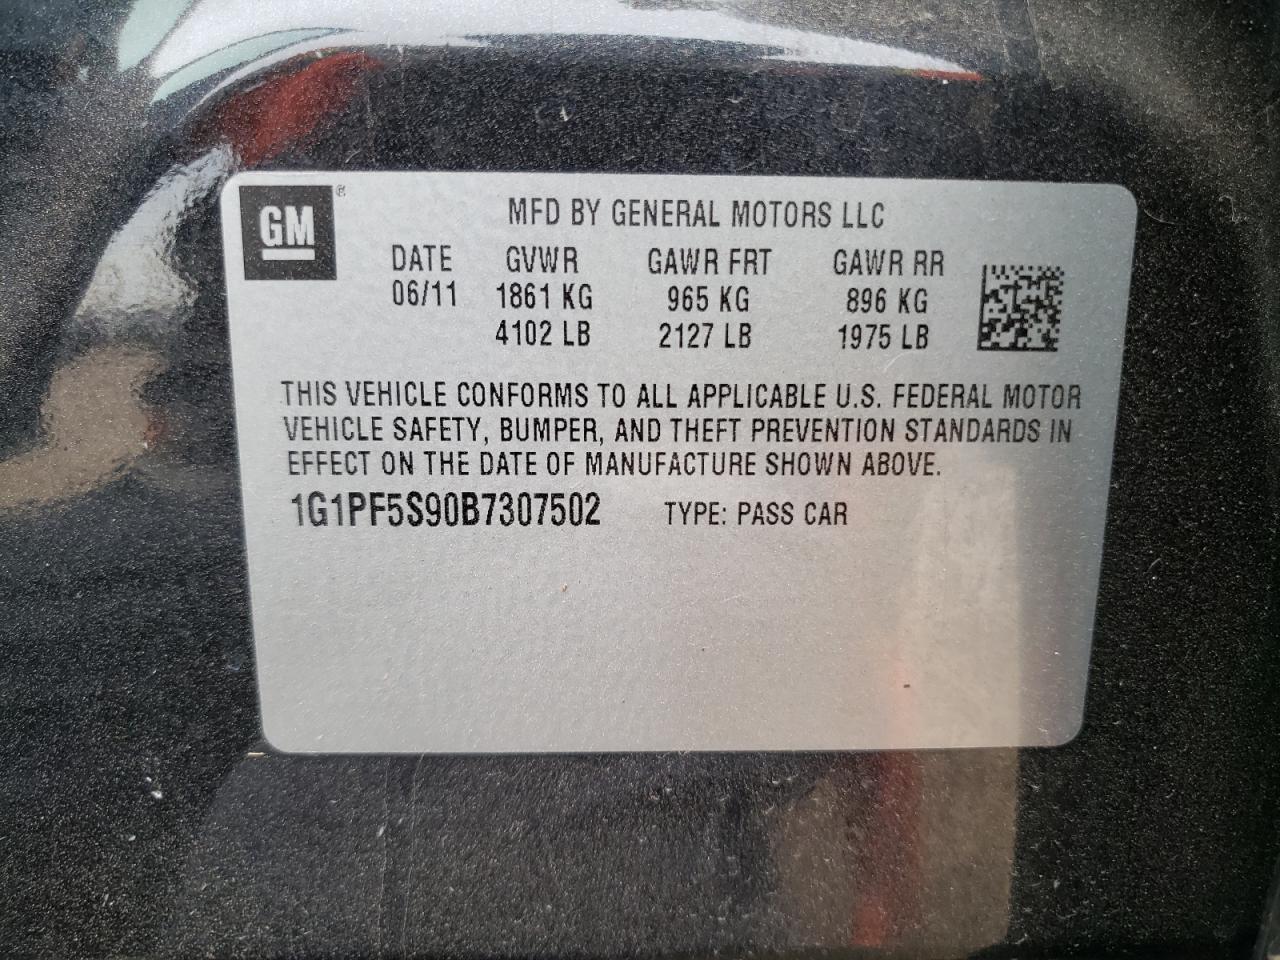 GM ®
MFD BY GENERAL MOTORS LLC
DATE GVWR GAWR FRT GAWR RR
06/11 1861 KG 965 KG 896 KG
4102 LB 2127 LB 1975 LB
THIS VEHICLE CONFORMS TO ALL APPLICABLE U.S. FEDERAL MOTOR
VEHICLE SAFETY, BUMPER, AND THEFT PREVENTION STANDARDS IN
EFFECT ON THE DATE OF MANUFACTURE SHOWN ABOVE.
1G1PF5S90B7307502 TYPE: PASS CAR